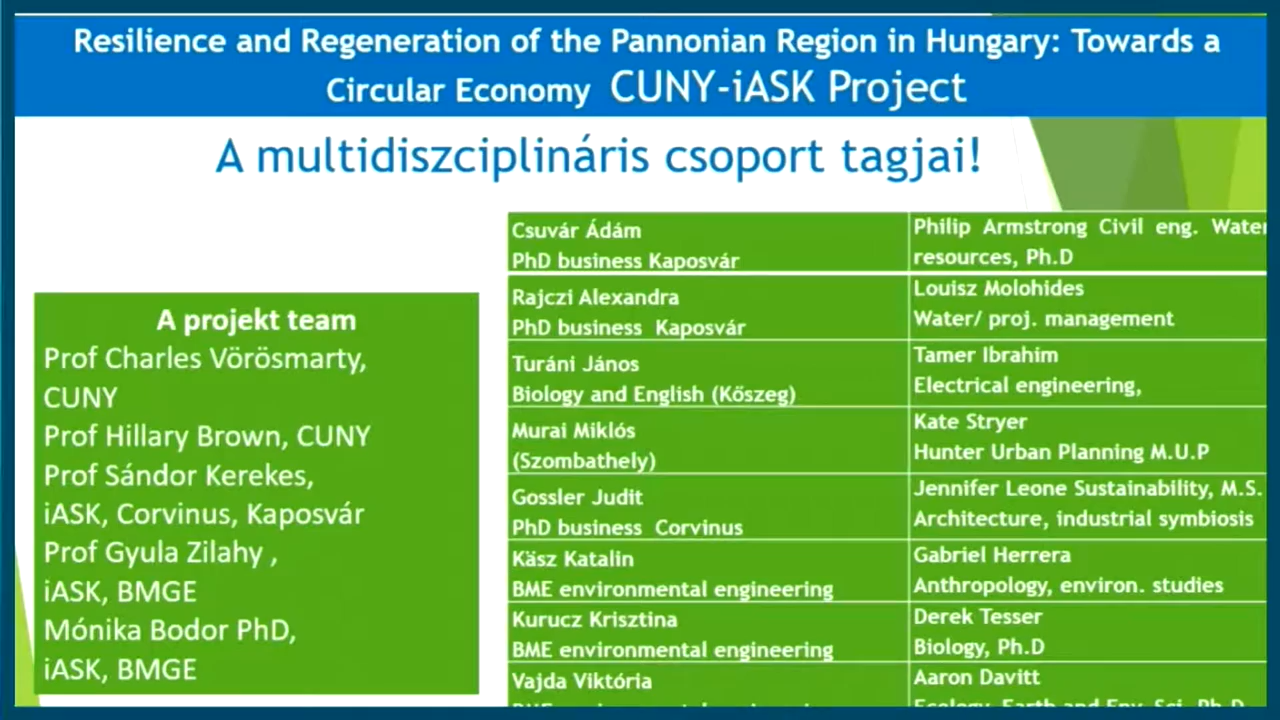 Resilience and Regeneration of the Pannonian Region in Hungary: Towards a
Circular Economy CUNY-iASK Project
A multidiszciplináris csoport tagjai!
A projekt team
Prof Charles Vörösmarty,
CUNY
Prof Hillary Brown, CUNY
Prof Sándor Kerekes,
iASK, Corvinus, Kaposvár
Prof Gyula Zilahy ,
iASK, BMGE
Mónika Bodor PhD,
iASK, BMGE
Csuvár Ádám
PhD business Kaposvár
Philip Armstrong Civil eng. Water
resources, Ph.D
Rajczi Alexandra
PhD business Kaposvár
Louisz Molohides
Water/ proj. management
Turáni János
Biology and English (Kőszeg)
Tamer Ibrahim
Electrical engineering,
Murai Miklós
(Szombathely)
Kate Stryer
Hunter Urban Planning M.U.P
Gossler Judit
PhD business Corvinus
Jennifer Leone Sustainability, M.S.
Architecture, industrial symbiosis
Käsz Katalin
BME environmental engineering
Gabriel Herrera
Anthropology, environ. studies
Kurucz Krisztina
BME environmental engineering
Derek Tesser
Biology, Ph.D
Vajda Viktória
Aaron Davitt
Ecology, Earth and Env. Sci. Ph.D